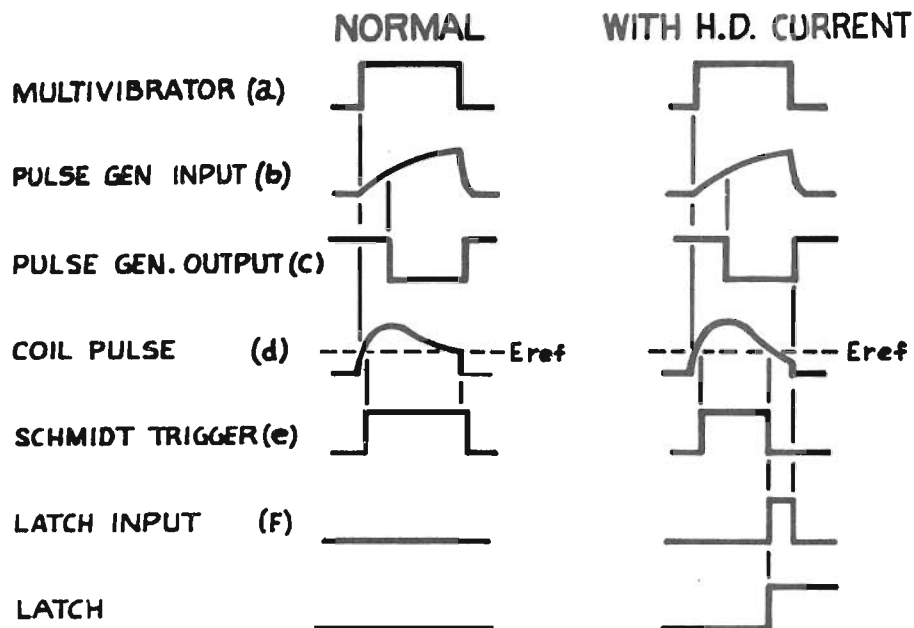 NORMAL
WITH H.D. CURRENT
MULTIVIBRATOR (a)
PULSE GEN INPUT (b)
PULSE GEN. OUTPUT (C)
COIL PULSE (d)
Eref
Eref
SCHMIDT TRIGGER (e)
LATCH INPUT (F)
LATCH